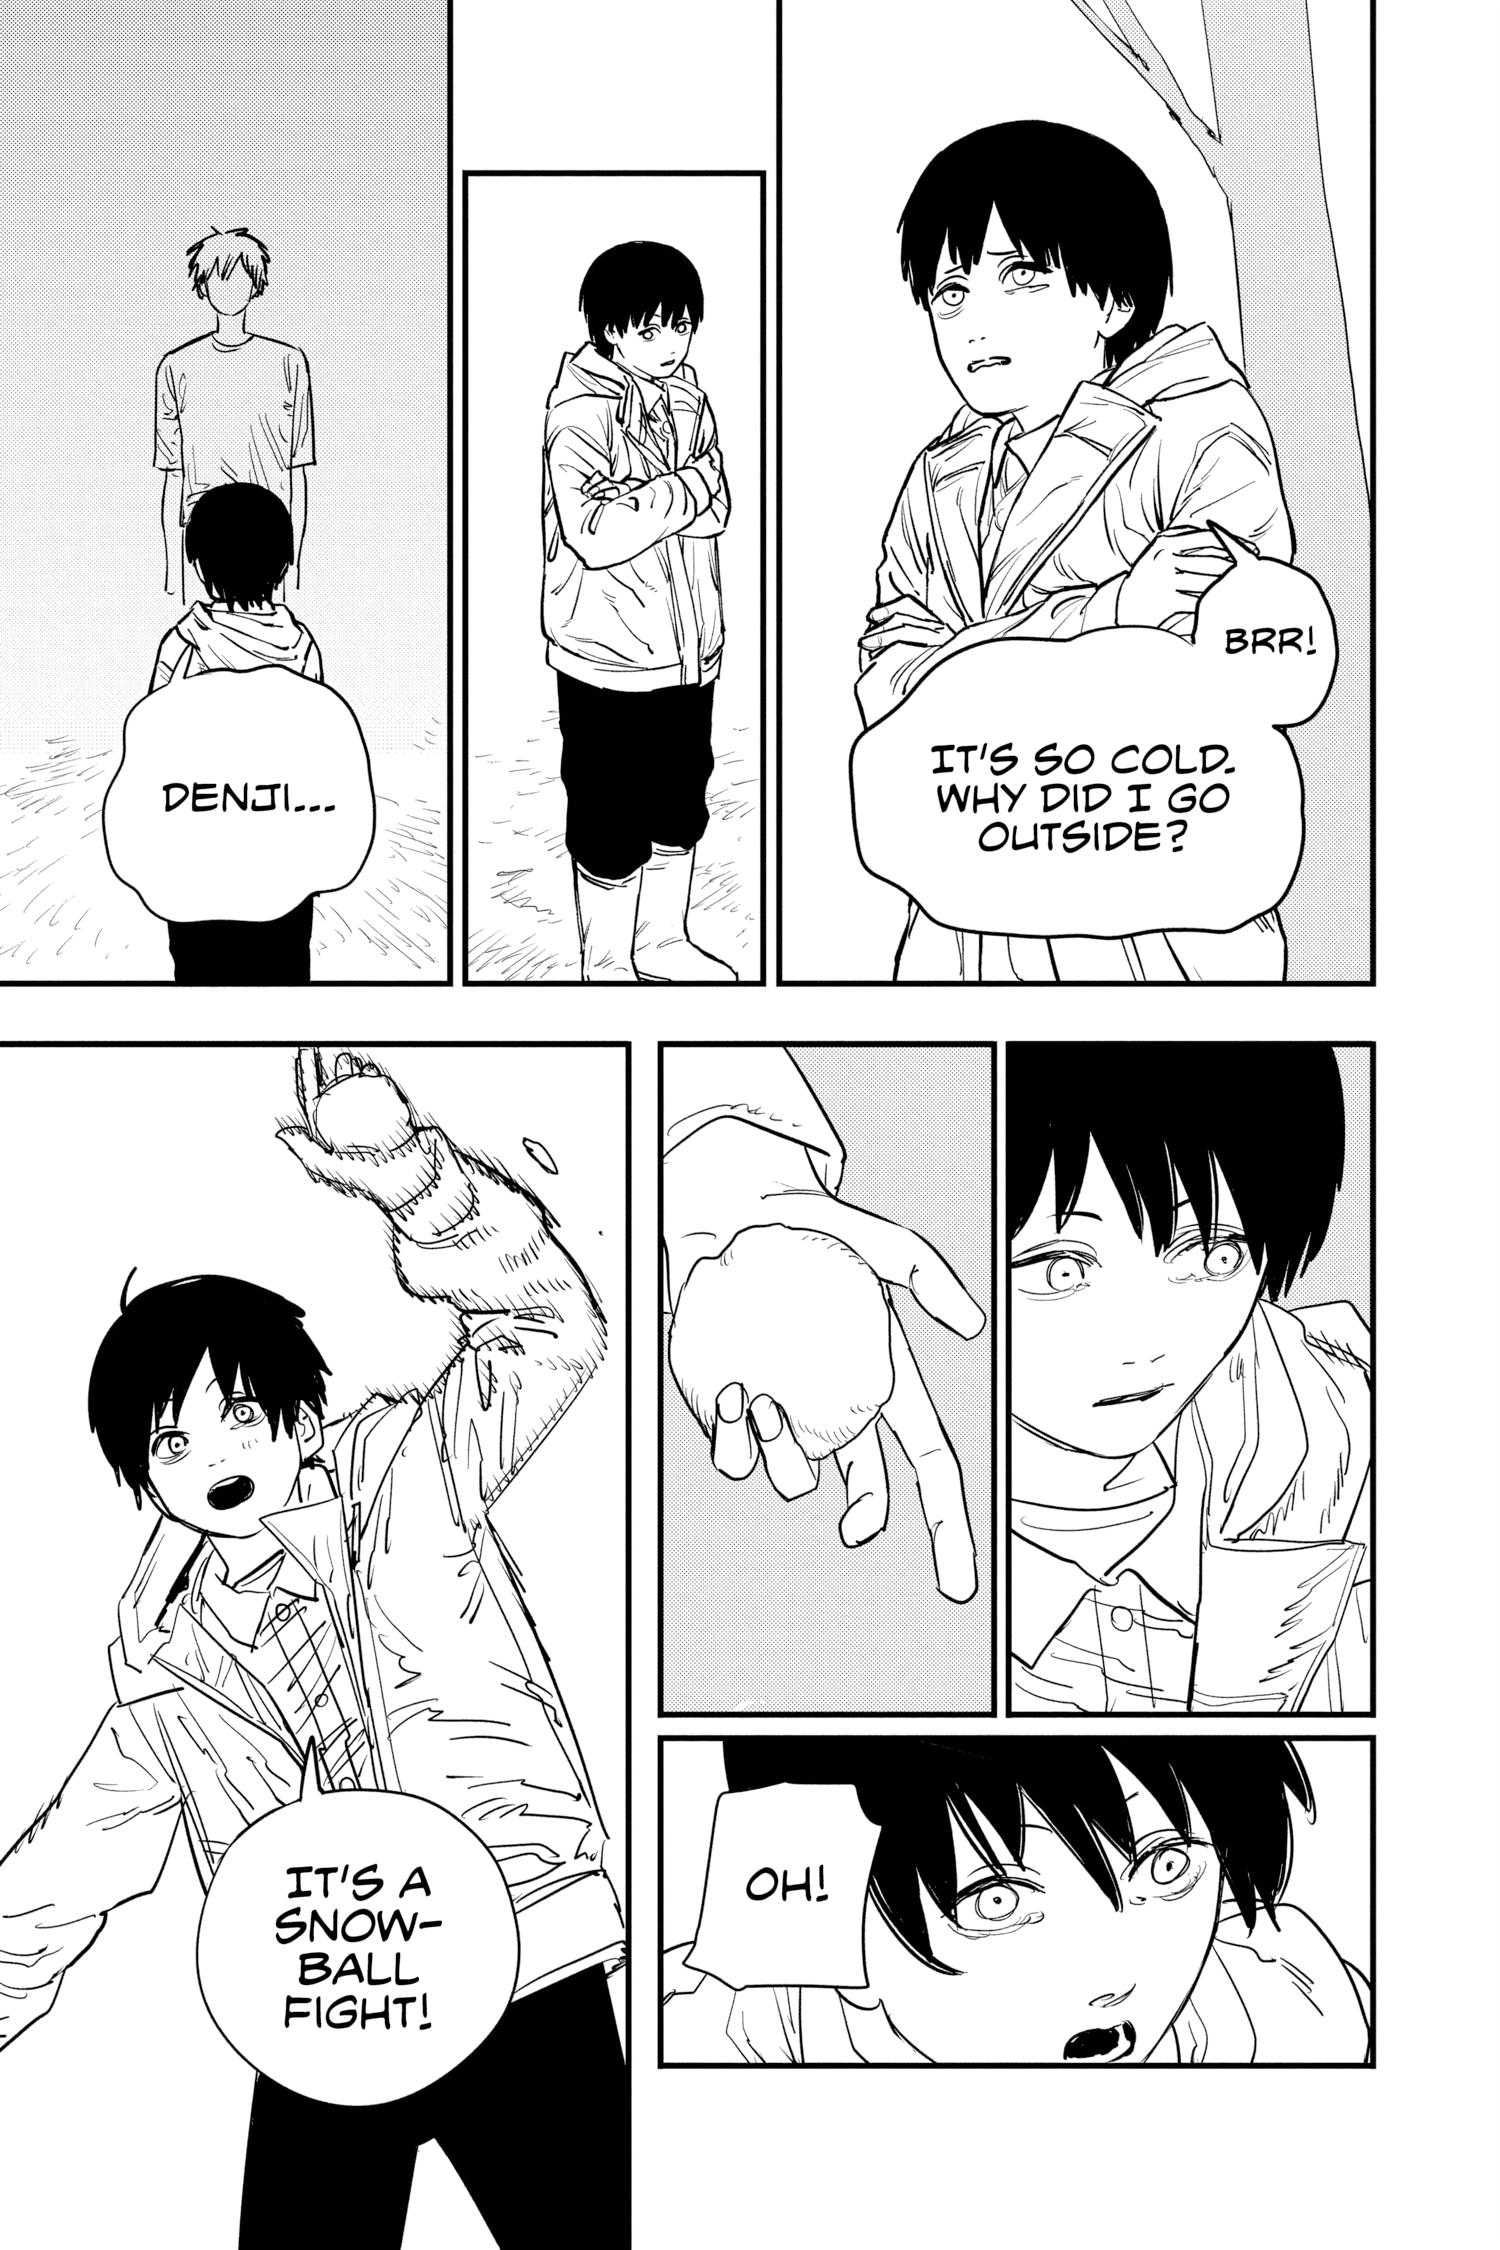 BRR!
IT'S SO COLD.
WHY DID I GO
OUTSIDE?
DENJI...
OH!
IT'S A
SNOW-
BALL
FIGHT!